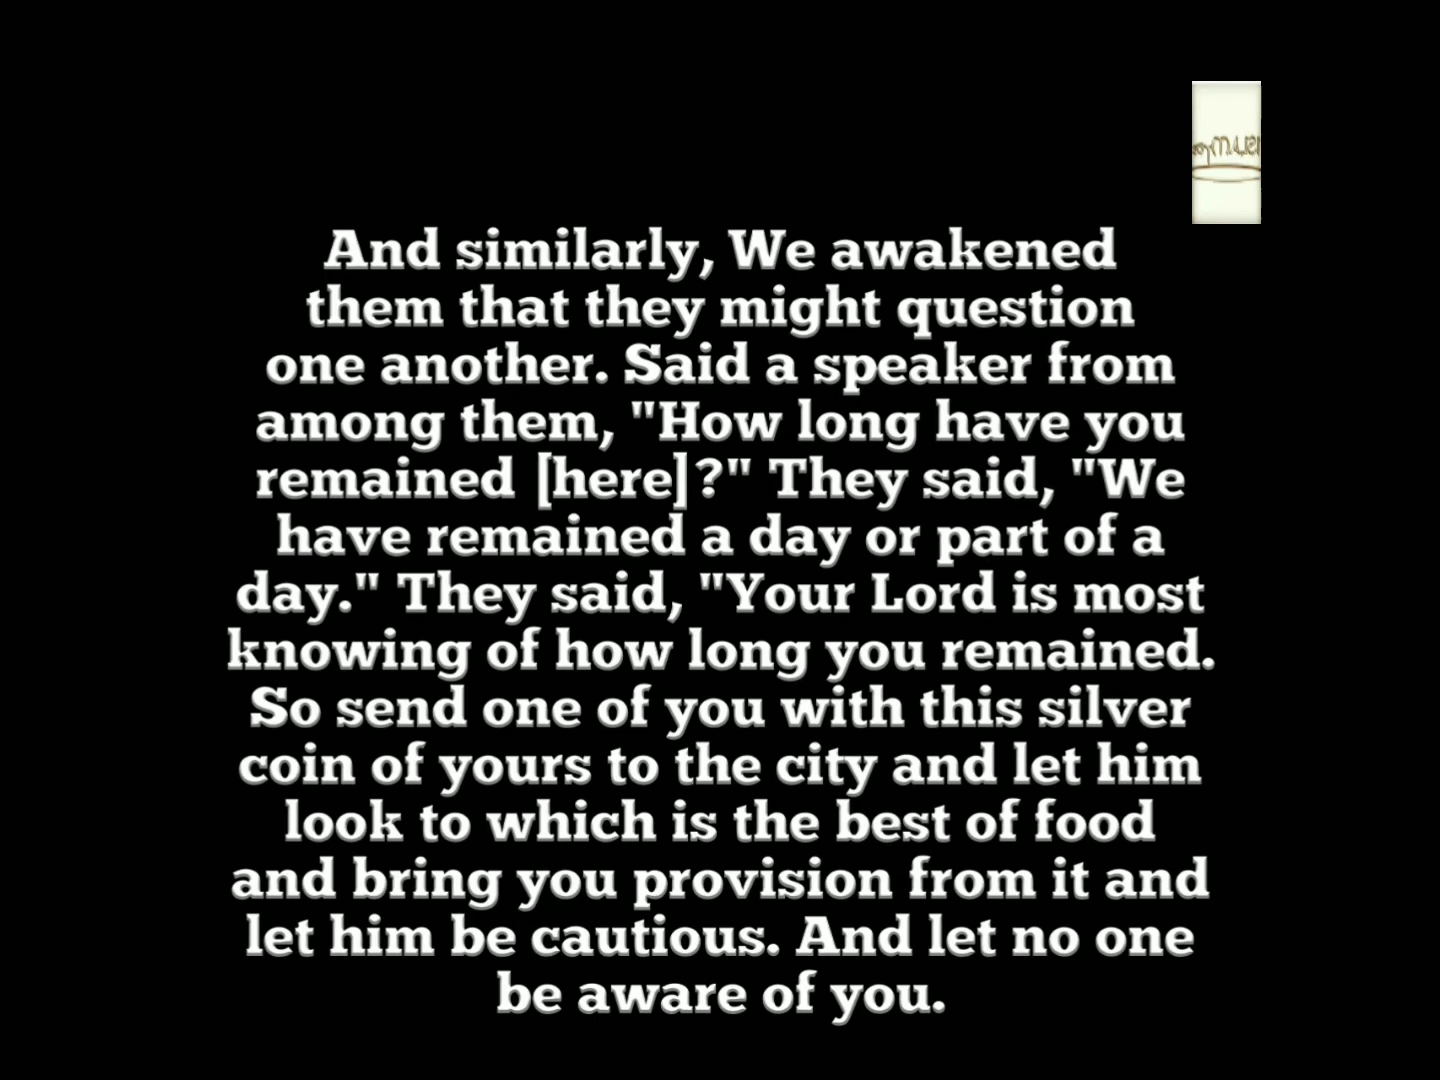 And similarly, We awakened
them that they might question
one another. Said a speaker from
among them, "How long have you
remained [here]?" They said, "We
have remained a day or part of a
day." They said, "Your Lord is most
knowing of how long you remained.
So send one of you with this silver
coin of yours to the city and let him
look to which is the best of food
and bring you provision from it and
let him be cautious. And let no one
be aware of you.